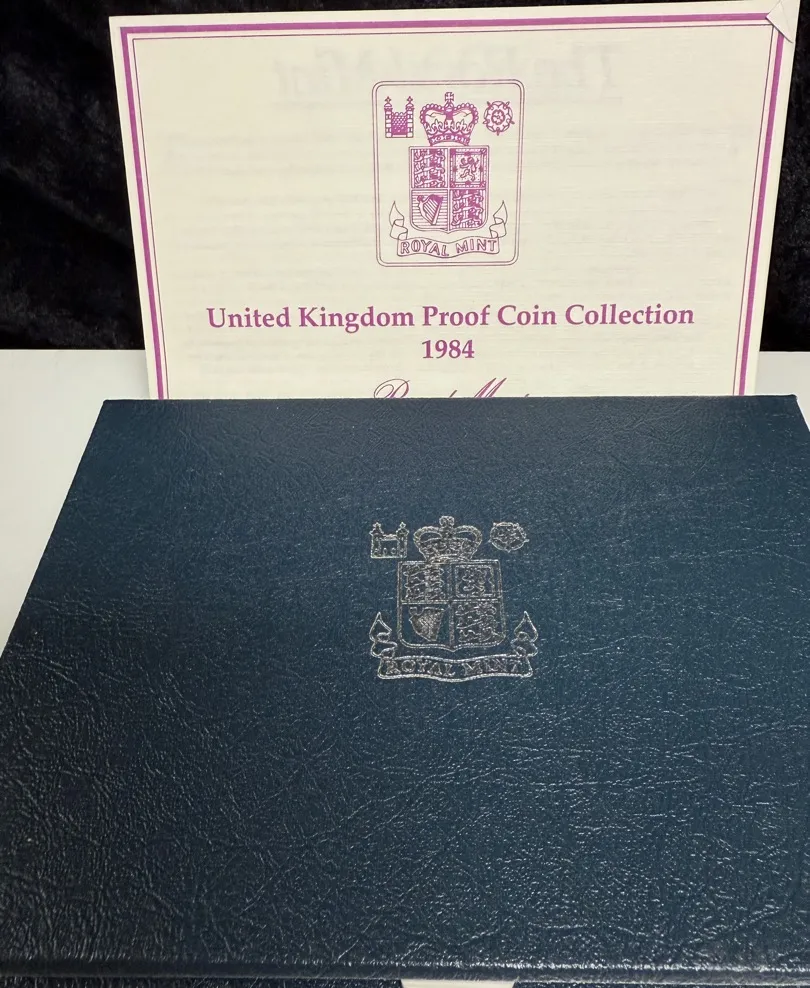 ROYAL MINT
United Kingdom Proof Coin Collection
1984
ROYAL MINT